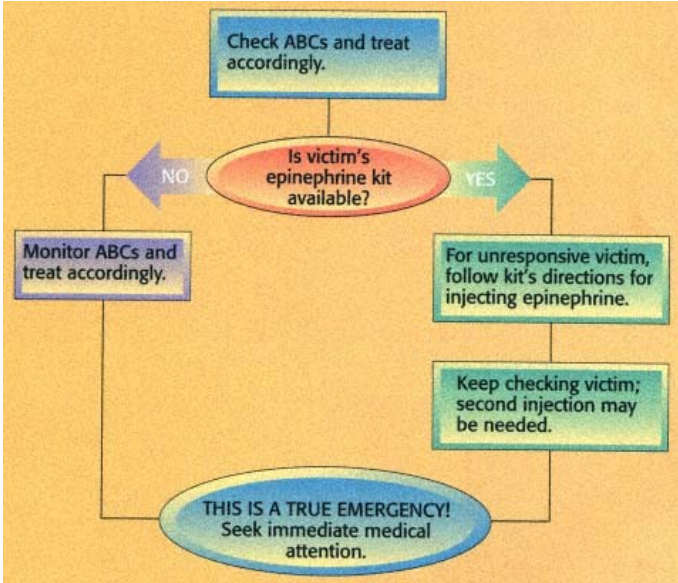 Check ABCs and treat
accordingly.
Is victim's
epinephrine kit
available?
NO
YES
Monitor ABCs and
treat accordingly.
For unresponsive victim,
follow kit's directions for
injecting epinephrine.
Keep checking victim;
second injection may
be needed.
THIS IS A TRUE EMERGENCY!
Seek immediate medical
attention.